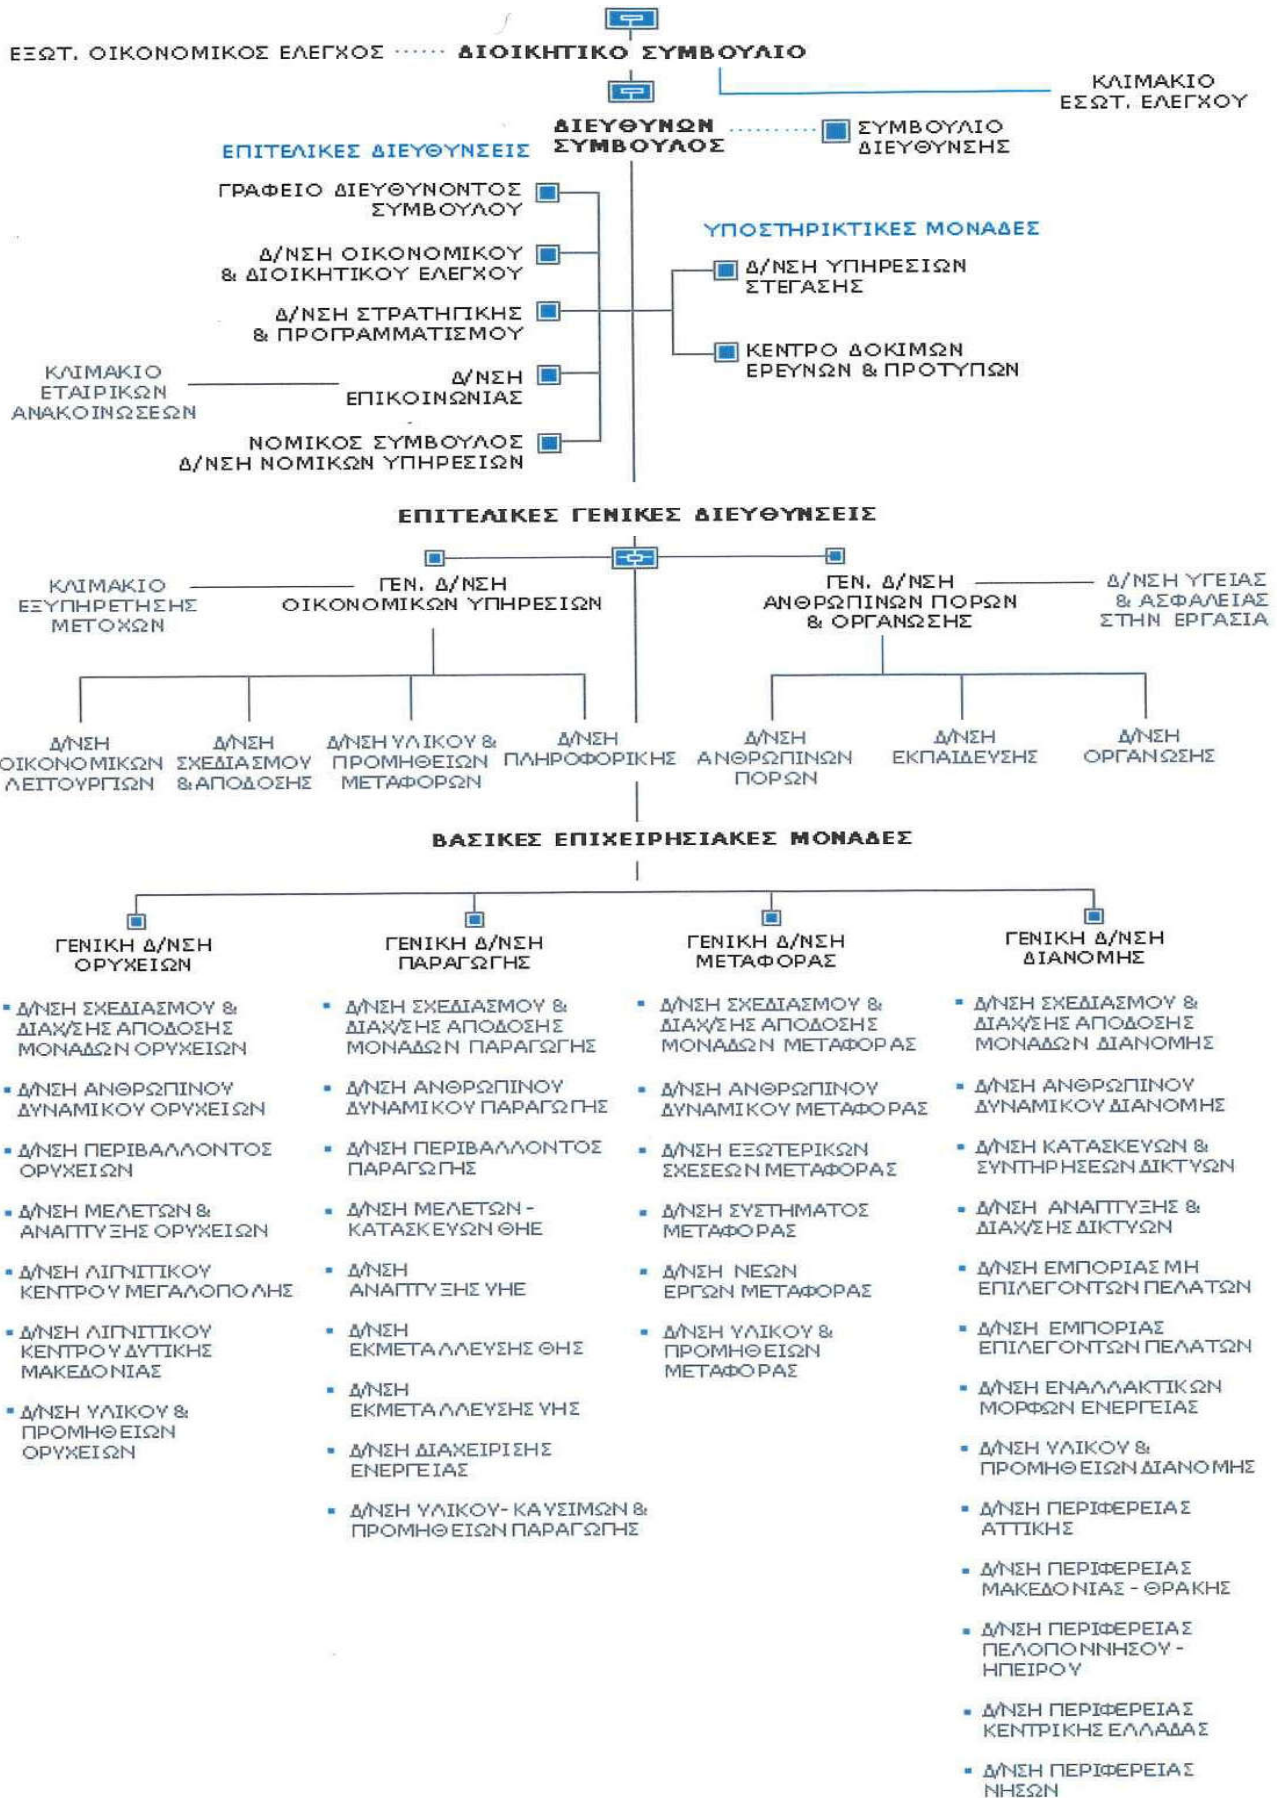 ΕΞΩΤ. ΟΙΚΟΝΟΜΙΚΟΣ ΕΛΕΓΧΟΣ
ΔΙΟΙΚΗΤΙΚΟ ΣΥΜΒΟΥΛΙΟ
ΚΛΙΜΑΚΙΟ
ΕΣΩΤ. ΕΛΕΓΧΟΥ
ΔΙΕΥΘΥΝΩΝ
ΣΥΜΒΟΥΛΟΣ
ΣΥΜΒΟΥΛΙΟ
ΔΙΕΥΘΥΝΣΗΣ
ΕΠΙΤΕΛΙΚΕΣ ΔΙΕΥΘΥΝΣΕΙΣ
ΓΡΑΦΕΙΟ ΔΙΕΥΘΥΝΟΝΤΟΣ
ΣΥΜΒΟΥΛΟΥ
Δ/ΝΣΗ ΟΙΚΟΝΟΜΙΚΟΥ
& ΔΙΟΙΚΗΤΙΚΟΥ ΕΛΕΓΧΟΥ
Δ/ΝΣΗ ΣΤΡΑΤΗΓΙΚΗΣ
& ΠΡΟΓΡΑΜΜΑΤΙΣΜΟΥ
ΚΛΙΜΑΚΙΟ
ΕΤΑΙΡΙΚΩΝ
ΑΝΑΚΟΙΝΩΣΕΩΝ
Δ/ΝΣΗ
ΕΠΙΚΟΙΝΩΝΙΑΣ
ΝΟΜΙΚΟΣ ΣΥΜΒΟΥΛΟΣ
Δ/ΝΣΗ ΝΟΜΙΚΩΝ ΥΠΗΡΕΣΙΩΝ
ΥΠΟΣΤΗΡΙΚΤΙΚΕΣ ΜΟΝΑΔΕΣ
Δ/ΝΣΗ ΥΠΗΡΕΣΙΩΝ
ΣΤΕΓΑΣΗΣ
ΚΕΝΤΡΟ ΔΟΚΙΜΩΝ
ΕΡΕΥΝΩΝ & ΠΡΟΤΥΠΩΝ
ΕΠΙΤΕΛΙΚΕΣ ΓΕΝΙΚΕΣ ΔΙΕΥΘΥΝΣΕΙΣ
ΚΛΙΜΑΚΙΟ
ΕΞΥΠΗΡΕΤΗΣΗΣ
ΜΕΤΟΧΩΝ
ΓΕΝ. Δ/ΝΣΗ
ΟΙΚΟΝΟΜΙΚΩΝ ΥΠΗΡΕΣΙΩΝ
ΓΕΝ. Δ/ΝΣΗ
ΑΝΘΡΩΠΙΝΩΝ ΠΟΡΩΝ
& ΟΡΓΑΝΩΣΗΣ
Δ/ΝΣΗ ΥΓΕΙΑΣ
& ΑΣΦΑΛΕΙΑΣ
ΣΤΗΝ ΕΡΓΑΣΙΑ
Δ/ΝΣΗ
ΟΙΚΟΝΟΜΙΚΩΝ
ΛΕΙΤΟΥΡΓΙΩΝ
Δ/ΝΣΗ
ΣΧΕΔΙΑΣΜΟΥ
& ΑΠΟΔΟΣΗΣ
Δ/ΝΣΗ ΥΛΙΚΟΥ &
ΠΡΟΜΗΘΕΙΩΝ
ΜΕΤΑΦΟΡΩΝ
Δ/ΝΣΗ
ΠΛΗΡΟΦΟΡΙΚΗΣ
Δ/ΝΣΗ
ΑΝΘΡΩΠΙΝΩΝ
ΠΟΡΩΝ
Δ/ΝΣΗ
ΕΚΠΑΙΔΕΥΣΗΣ
Δ/ΝΣΗ
ΟΡΓΑΝΩΣΗΣ
ΒΑΣΙΚΕΣ ΕΠΙΧΕΙΡΗΣΙΑΚΕΣ ΜΟΝΑΔΕΣ
ΓΕΝΙΚΗ Δ/ΝΣΗ
ΟΡΥΧΕΙΩΝ
Δ/ΝΣΗ ΣΧΕΔΙΑΣΜΟΥ &
ΔΙΑΧ/ΣΗΣ ΑΠΟΔΟΣΗΣ
ΜΟΝΑΔΩΝ ΟΡΥΧΕΙΩΝ
Δ/ΝΣΗ ΑΝΘΡΩΠΙΝΟΥ
ΔΥΝΑΜΙΚΟΥ ΟΡΥΧΕΙΩΝ
Δ/ΝΣΗ ΠΕΡΙΒΑΛΛΟΝΤΟΣ
ΟΡΥΧΕΙΩΝ
Δ/ΝΣΗ ΜΕΛΕΤΩΝ &
ΑΝΑΠΤΥΞΗΣ ΟΡΥΧΕΙΩΝ
Δ/ΝΣΗ ΛΙΓΝΙΤΙΚΟΥ
ΚΕΝΤΡΟΥ ΜΕΓΑΛΟΠΟΛΗΣ
Δ/ΝΣΗ ΛΙΓΝΙΤΙΚΟΥ
ΚΕΝΤΡΟΥ ΔΥΤΙΚΗΣ
ΜΑΚΕΔΟΝΙΑΣ
Δ/ΝΣΗ ΥΛΙΚΟΥ &
ΠΡΟΜΗΘΕΙΩΝ
ΟΡΥΧΕΙΩΝ
ΓΕΝΙΚΗ Δ/ΝΣΗ
ΠΑΡΑΓΩΓΗΣ
Δ/ΝΣΗ ΣΧΕΔΙΑΣΜΟΥ &
ΔΙΑΧ/ΣΗΣ ΑΠΟΔΟΣΗΣ
ΜΟΝΑΔΩΝ ΠΑΡΑΓΩΓΗΣ
Δ/ΝΣΗ ΑΝΘΡΩΠΙΝΟΥ
ΔΥΝΑΜΙΚΟΥ ΠΑΡΑΓΩΓΗΣ
Δ/ΝΣΗ ΠΕΡΙΒΑΛΛΟΝΤΟΣ
ΠΑΡΑΓΩΓΗΣ
Δ/ΝΣΗ ΜΕΛΕΤΩΝ -
ΚΑΤΑΣΚΕΥΩΝ ΘΗΕ
Δ/ΝΣΗ
ΑΝΑΠΤΥΞΗΣ ΥΗΕ
Δ/ΝΣΗ
ΕΚΜΕΤΑΛΛΕΥΣΗΣ ΘΗΣ
Δ/ΝΣΗ
ΕΚΜΕΤΑΛΛΕΥΣΗΣ ΥΗΣ
Δ/ΝΣΗ ΔΙΑΧΕΙΡΙΣΗΣ
ΕΝΕΡΓΕΙΑΣ
Δ/ΝΣΗ ΥΛΙΚΟΥ- ΚΑΥΣΙΜΩΝ &
ΠΡΟΜΗΘΕΙΩΝ ΠΑΡΑΓΩΓΗΣ
ΓΕΝΙΚΗ Δ/ΝΣΗ
ΜΕΤΑΦΟΡΑΣ
Δ/ΝΣΗ ΣΧΕΔΙΑΣΜΟΥ &
ΔΙΑΧ/ΣΗΣ ΑΠΟΔΟΣΗΣ
ΜΟΝΑΔΩΝ ΜΕΤΑΦΟΡΑΣ
Δ/ΝΣΗ ΑΝΘΡΩΠΙΝΟΥ
ΔΥΝΑΜΙΚΟΥ ΜΕΤΑΦΟΡΑΣ
Δ/ΝΣΗ ΕΞΩΤΕΡΙΚΩΝ
ΣΧΕΣΕΩΝ ΜΕΤΑΦΟΡΑΣ
Δ/ΝΣΗ ΣΥΣΤΗΜΑΤΟΣ
ΜΕΤΑΦΟΡΑΣ
Δ/ΝΣΗ ΝΕΩΝ
ΕΡΓΩΝ ΜΕΤΑΦΟΡΑΣ
Δ/ΝΣΗ ΥΛΙΚΟΥ &
ΠΡΟΜΗΘΕΙΩΝ
ΜΕΤΑΦΟΡΑΣ
ΓΕΝΙΚΗ Δ/ΝΣΗ
ΔΙΑΝΟΜΗΣ
Δ/ΝΣΗ ΣΧΕΔΙΑΣΜΟΥ &
ΔΙΑΧ/ΣΗΣ ΑΠΟΔΟΣΗΣ
ΜΟΝΑΔΩΝ ΔΙΑΝΟΜΗΣ
Δ/ΝΣΗ ΑΝΘΡΩΠΙΝΟΥ
ΔΥΝΑΜΙΚΟΥ ΔΙΑΝΟΜΗΣ
Δ/ΝΣΗ ΚΑΤΑΣΚΕΥΩΝ &
ΣΥΝΤΗΡΗΣΕΩΝ ΔΙΚΤΥΩΝ
Δ/ΝΣΗ ΑΝΑΠΤΥΞΗΣ &
ΔΙΑΧ/ΣΗΣ ΔΙΚΤΥΩΝ
Δ/ΝΣΗ ΕΜΠΟΡΙΑΣ ΜΗ
ΕΠΙΛΕΓΟΝΤΩΝ ΠΕΛΑΤΩΝ
Δ/ΝΣΗ ΕΜΠΟΡΙΑΣ
ΕΠΙΛΕΓΟΝΤΩΝ ΠΕΛΑΤΩΝ
Δ/ΝΣΗ ΕΝΑΛΛΑΚΤΙΚΩΝ
ΜΟΡΦΩΝ ΕΝΕΡΓΕΙΑΣ
Δ/ΝΣΗ ΥΛΙΚΟΥ &
ΠΡΟΜΗΘΕΙΩΝ ΔΙΑΝΟΜΗΣ
Δ/ΝΣΗ ΠΕΡΙΦΕΡΕΙΑΣ
ΑΤΤΙΚΗΣ
Δ/ΝΣΗ ΠΕΡΙΦΕΡΕΙΑΣ
ΜΑΚΕΔΟΝΙΑΣ - ΘΡΑΚΗΣ
Δ/ΝΣΗ ΠΕΡΙΦΕΡΕΙΑΣ
ΠΕΛΟΠΟΝΝΗΣΟΥ -
ΗΠΕΙΡΟΥ
Δ/ΝΣΗ ΠΕΡΙΦΕΡΕΙΑΣ
ΚΕΝΤΡΙΚΗΣ ΕΛΛΑΔΑΣ
Δ/ΝΣΗ ΠΕΡΙΦΕΡΕΙΑΣ
ΝΗΣΩΝ